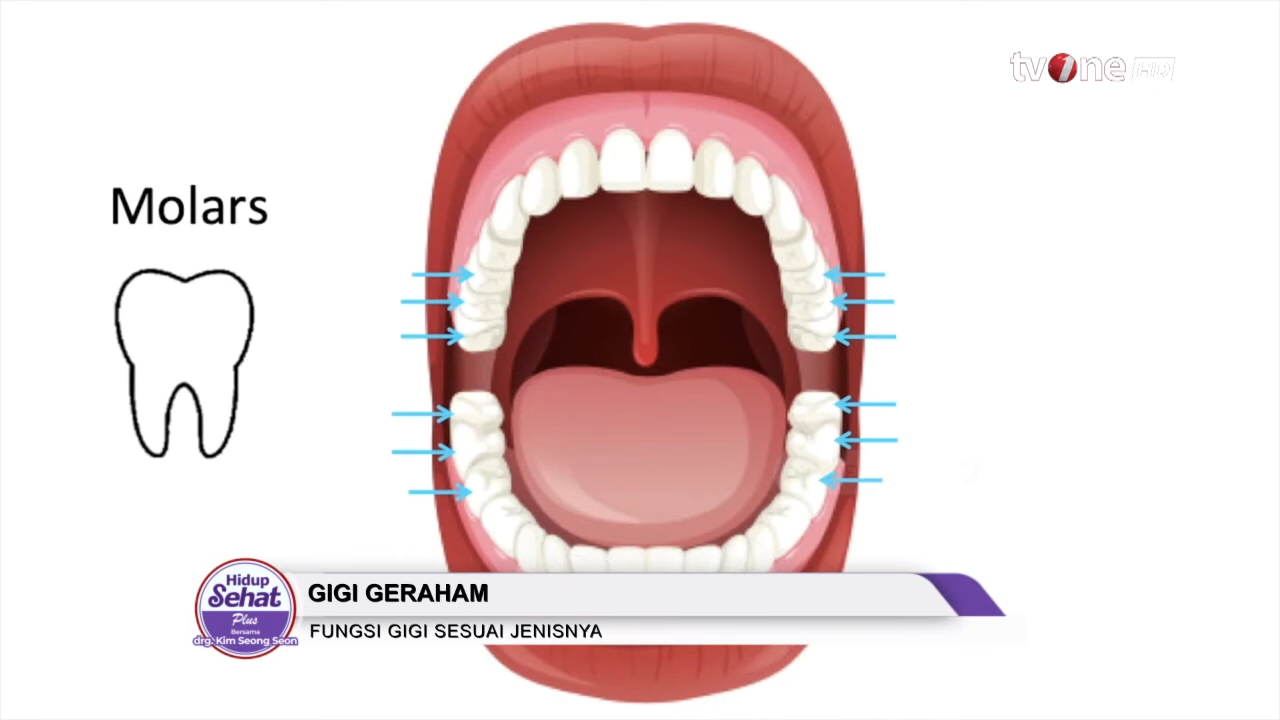 tvOne HD
Molars
Hidup
Sehat
Plus
Bersama
drg. Kim Seong Seon
GIGI GERAHAM
FUNGSI GIGI SESUAI JENISNYA